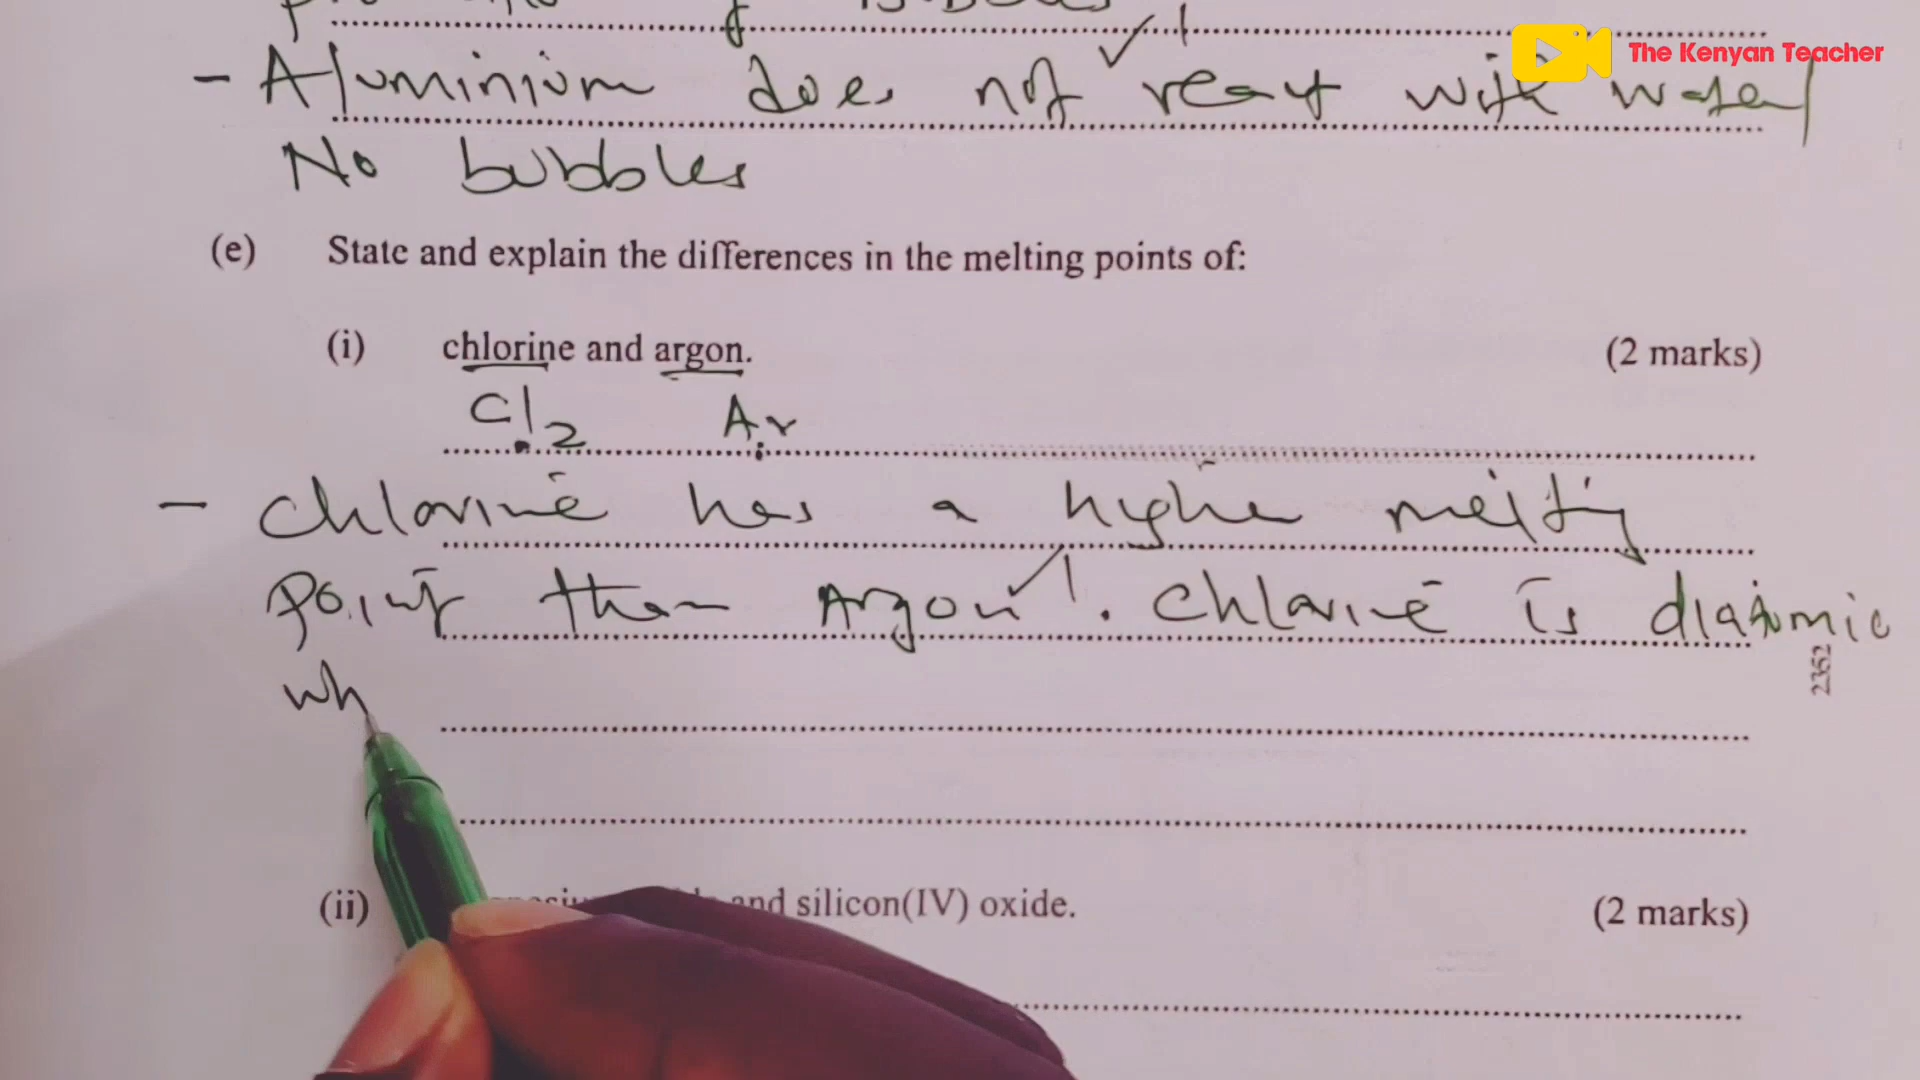 The Kenyan Teacher
- Aluminium does not react with water
No bubbles
(e) State and explain the differences in the melting points of:
(i) chlorine and argon. (2 marks)
Cl2 Ar
- Chlorine has a higher melting
point than Argon 1. Chlorine is diatomic
2352
wh
(ii) and silicon(IV) oxide. (2 marks)